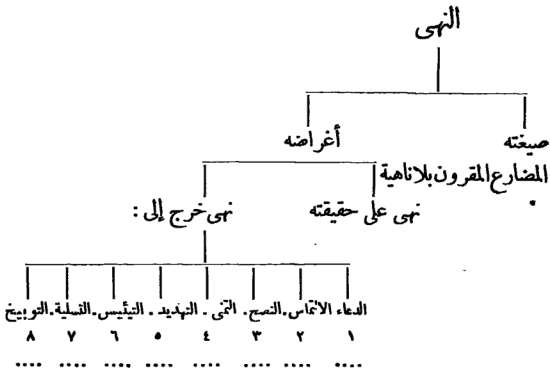 النهى
صيغته أغراضه
المضارع المقرون بلا ناهية
نهى على حقيقته نهى خرج إلى :
الدعاء الالتماس. النصح. التمنى. التهديد. التيئيس. التسلية. التوبيخ
١ ٢ ٣ ٤ ٥ ٦ ٧ ٨
.... .... .... .... .... .... .... ....